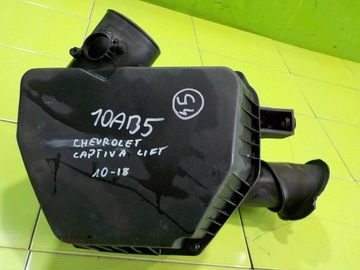 10AB5
45
CHEVROLET
CAPTIVA LIFT
10-18